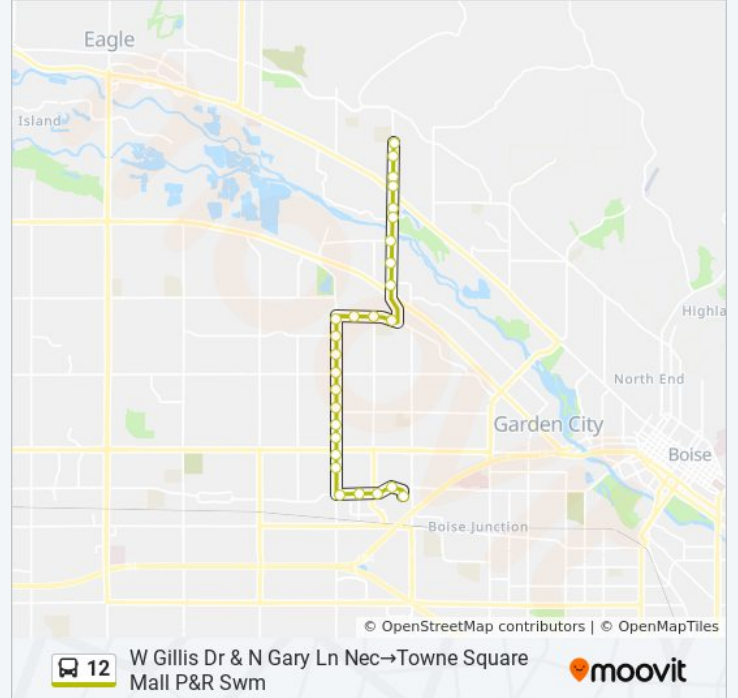 Eagle
Island
Highla
North End
Garden City
Boise
Boise Junction
© OpenStreetMap contributors | © OpenMapTiles
12
W Gillis Dr & N Gary Ln Nec→Towne Square
Mall P&R Swm
moovit